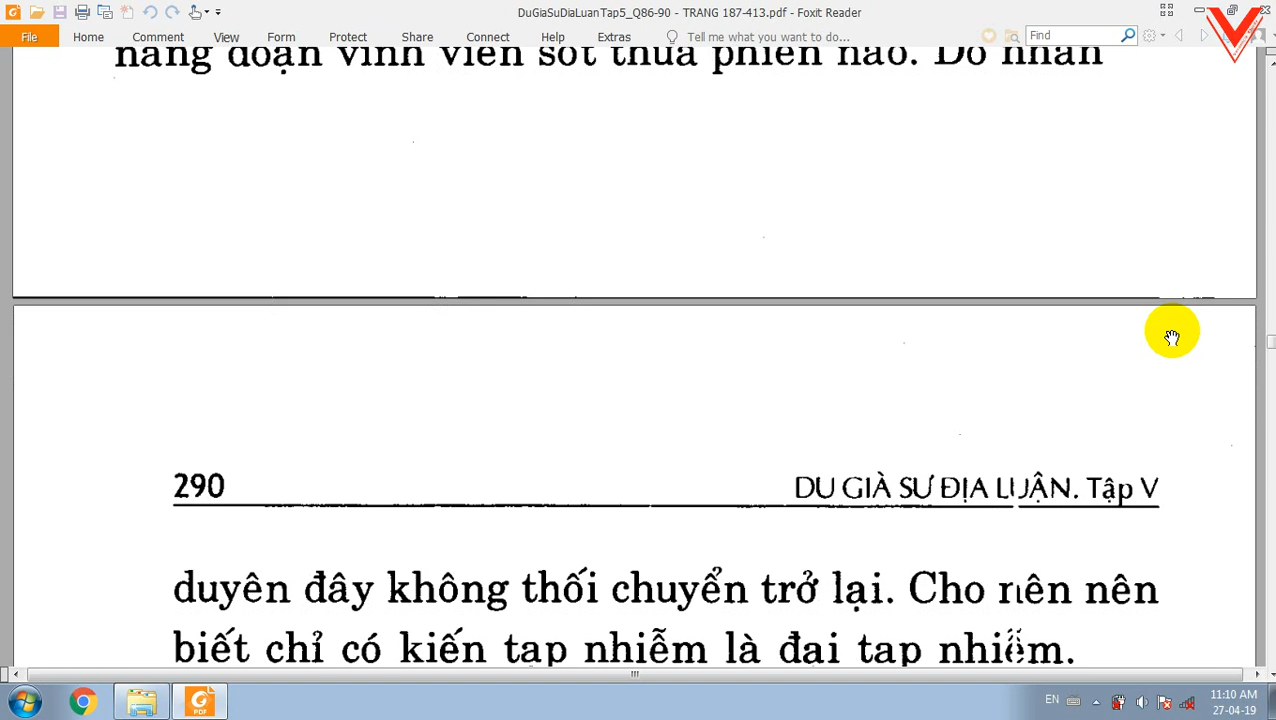 DuGiaSuDiaLuanTap5_Q86-90 - TRANG 187-413.pdf - Foxit Reader
File Home Comment View Form Protect Share Connect Help Extras Tell me what you want to do... Find
năng đoạn vĩnh viễn sót thừa phiền não. Do nhân
290 DU GIÀ SƯ ĐỊA LUẬN. Tập V
duyên đây không thối chuyển trở lại. Cho nên nên
biết chỉ có kiến tạp nhiễm là đại tạp nhiễm.
EN 11:10 AM
27-04-19